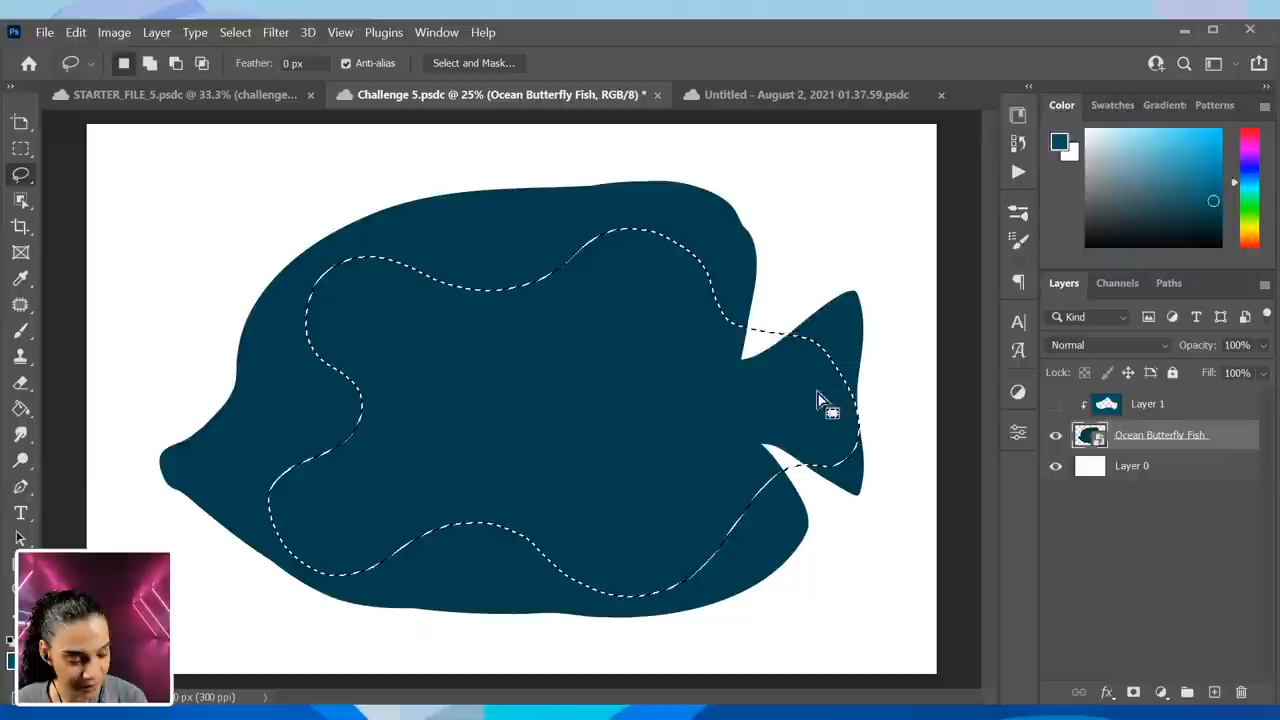 Ps File Edit Image Layer Type Select Filter 3D View Plugins Window Help
Feather: 0 px Anti-alias Select and Mask...
STARTER_FILE_5.psdc @ 33.3% (challenge... × Challenge 5.psdc @ 25% (Ocean Butterfly Fish, RGB/8) * × Untitled - August 2, 2021 01.37.59.psdc ×
Color Swatches Gradient: Patterns
Layers Channels Paths
Kind
Normal Opacity: 100%
Lock: Fill: 100%
Layer 1
Ocean Butterfly Fish
Layer 0
px (300 ppi)
fx